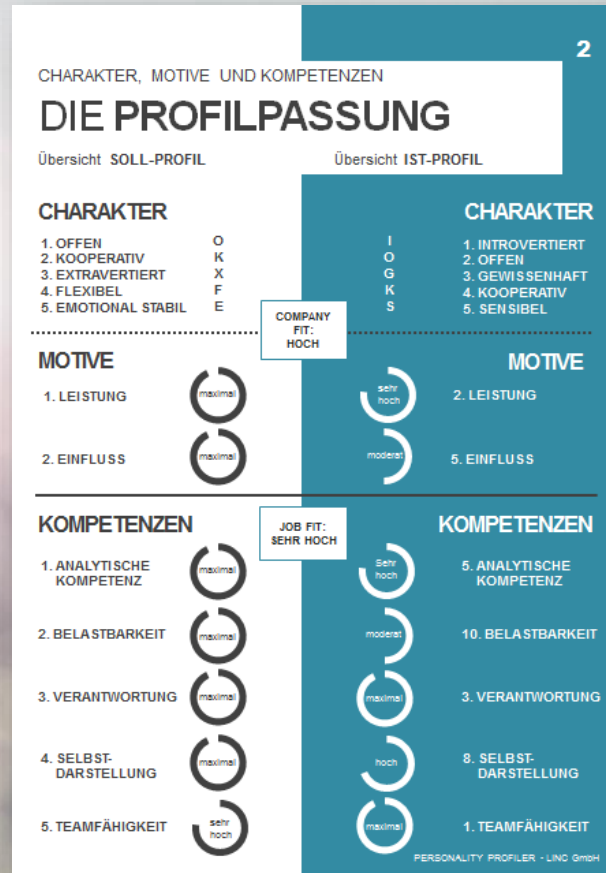 2
CHARAKTER, MOTIVE UND KOMPETENZEN
DIE PROFILPASSUNG
Übersicht SOLL-PROFIL
Übersicht IST-PROFIL
CHARAKTER
1. OFFEN O
2. KOOPERATIV K
3. EXTRAVERTIERT X
4. FLEXIBEL F
5. EMOTIONAL STABIL E
CHARAKTER
I 1. INTROVERTIERT
O 2. OFFEN
G 3. GEWISSENHAFT
K 4. KOOPERATIV
S 5. SENSIBEL
COMPANY
FIT:
HOCH
MOTIVE
1. LEISTUNG maximal
2. EINFLUSS maximal
MOTIVE
sehr
hoch
2. LEISTUNG
moderat 5. EINFLUSS
JOB FIT:
SEHR HOCH
KOMPETENZEN
1. ANALYTISCHE
KOMPETENZ
maximal
2. BELASTBARKEIT maximal
3. VERANTWORTUNG maximal
4. SELBST-
DARSTELLUNG
maximal
5. TEAMFÄHIGKEIT
sehr
hoch
KOMPETENZEN
Sehr
hoch
5. ANALYTISCHE
KOMPETENZ
moderat 10. BELASTBARKEIT
maximal 3. VERANTWORTUNG
hoch
8. SELBST-
DARSTELLUNG
maximal 1. TEAMFÄHIGKEIT
PERSONALITY PROFILER - LINC GmbH